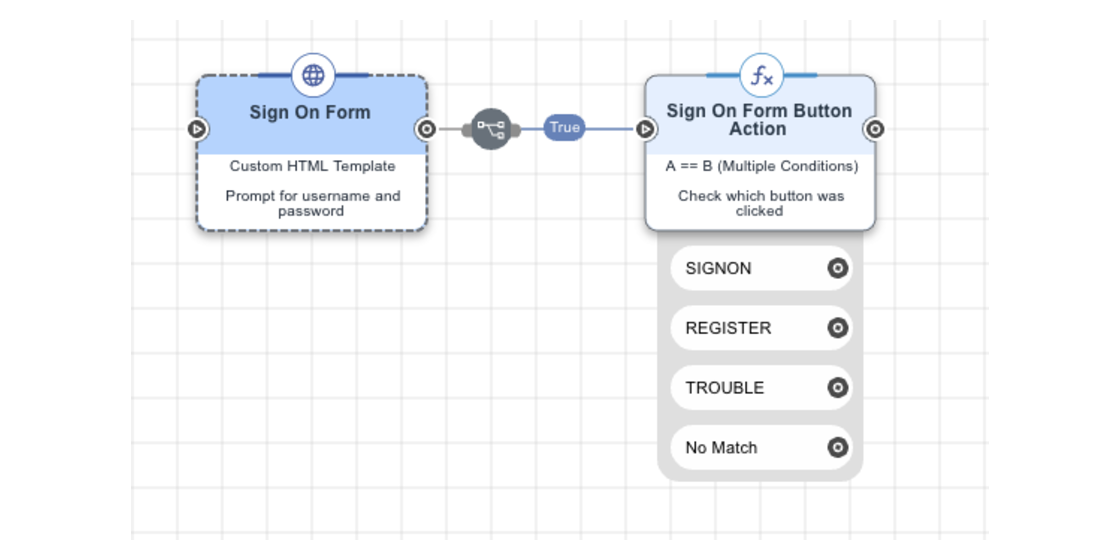 Sign On Form
Custom HTML Template
Prompt for username and
password
True
fx
Sign On Form Button
Action
A == B (Multiple Conditions)
Check which button was
clicked
SIGNON
REGISTER
TROUBLE
No Match